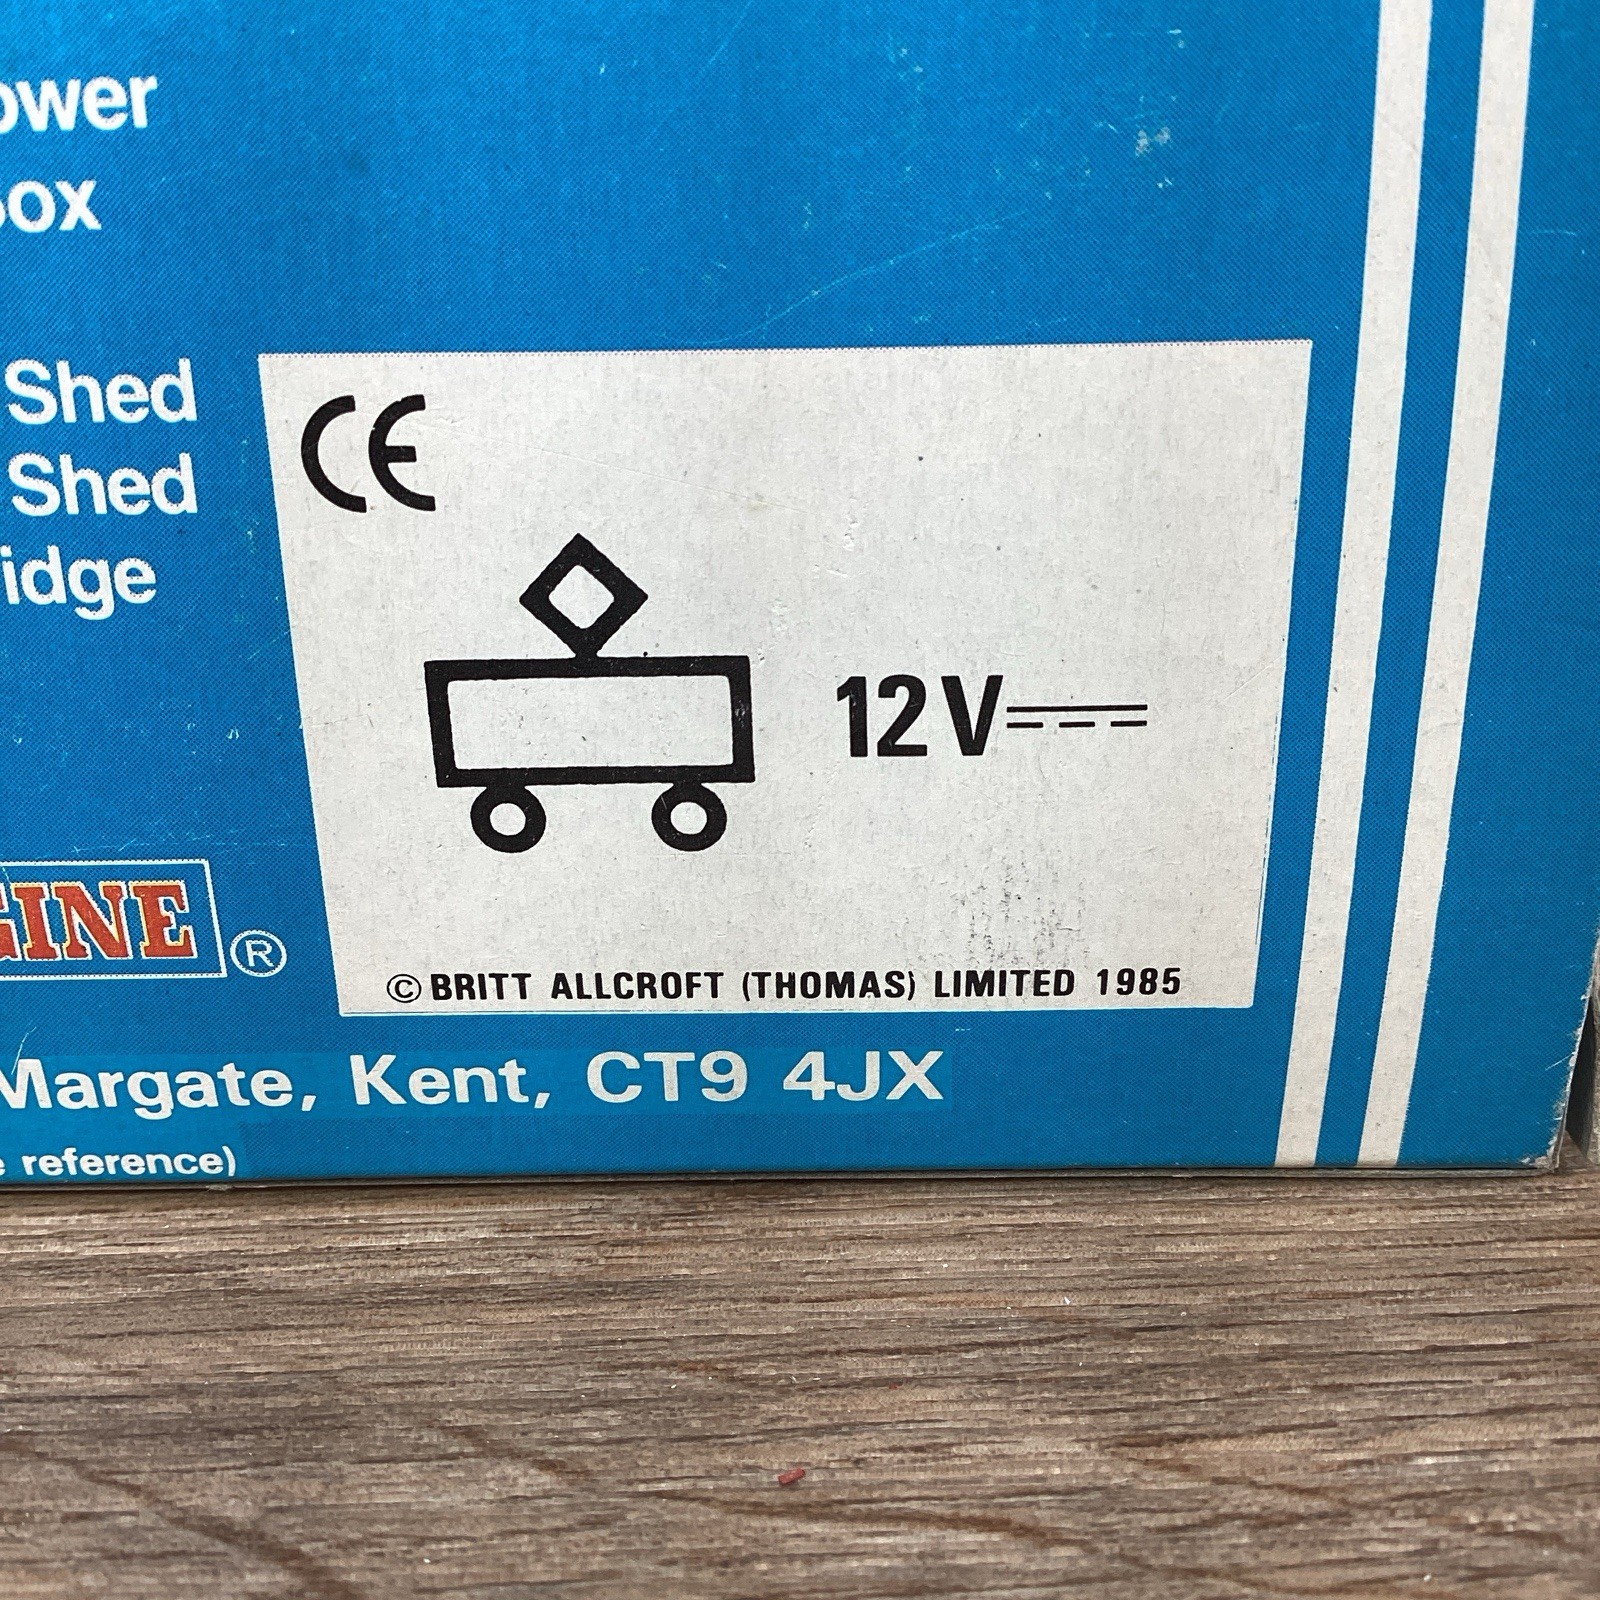 ower
ox
Shed
Shed
idge
CE
12V
GINE ®
© BRITT ALLCROFT (THOMAS) LIMITED 1985
Margate, Kent, CT9 4JX
e reference)